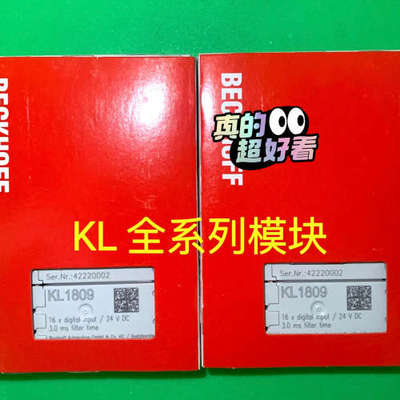 BECKHOFF
BECKHOFF
真的
超好看
KL 全系列模块
Ser.Nr.:42220002
KL1809
16 x digital input / 24 V DC
3.0 ms filter time
Ser.Nr.:42220002
KL1809
16 x digital input / 24 V DC
3.0 ms filter time